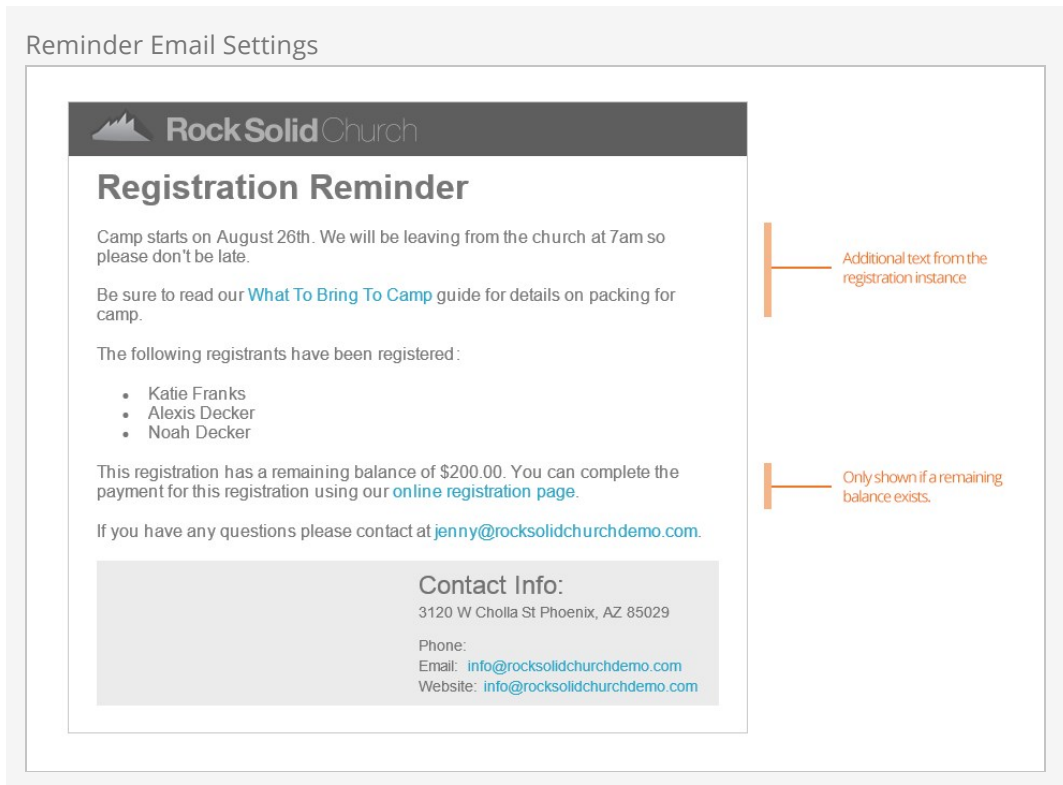 Reminder Email Settings
RockSolidChurch
Registration Reminder
Camp starts on August 26th. We will be leaving from the church at 7am so
please don't be late.
Be sure to read our What To Bring To Camp guide for details on packing for
camp.
Additional text from the
registration instance
The following registrants have been registered:
• Katie Franks
• Alexis Decker
• Noah Decker
This registration has a remaining balance of $200.00. You can complete the
payment for this registration using our online registration page.
Only shown if a remaining
balance exists.
If you have any questions please contact at jenny@rocksolidchurchdemo.com.
Contact Info:
3120 W Cholla St Phoenix, AZ 85029
Phone:
Email: info@rocksolidchurchdemo.com
Website: info@rocksolidchurchdemo.com